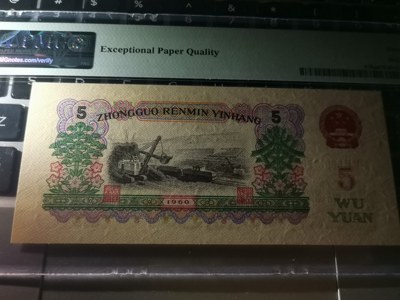 Exceptional Paper Quality
5
ZHONGGUO RENMIN YINHANG
5
5
WU
YUAN
1960
Z